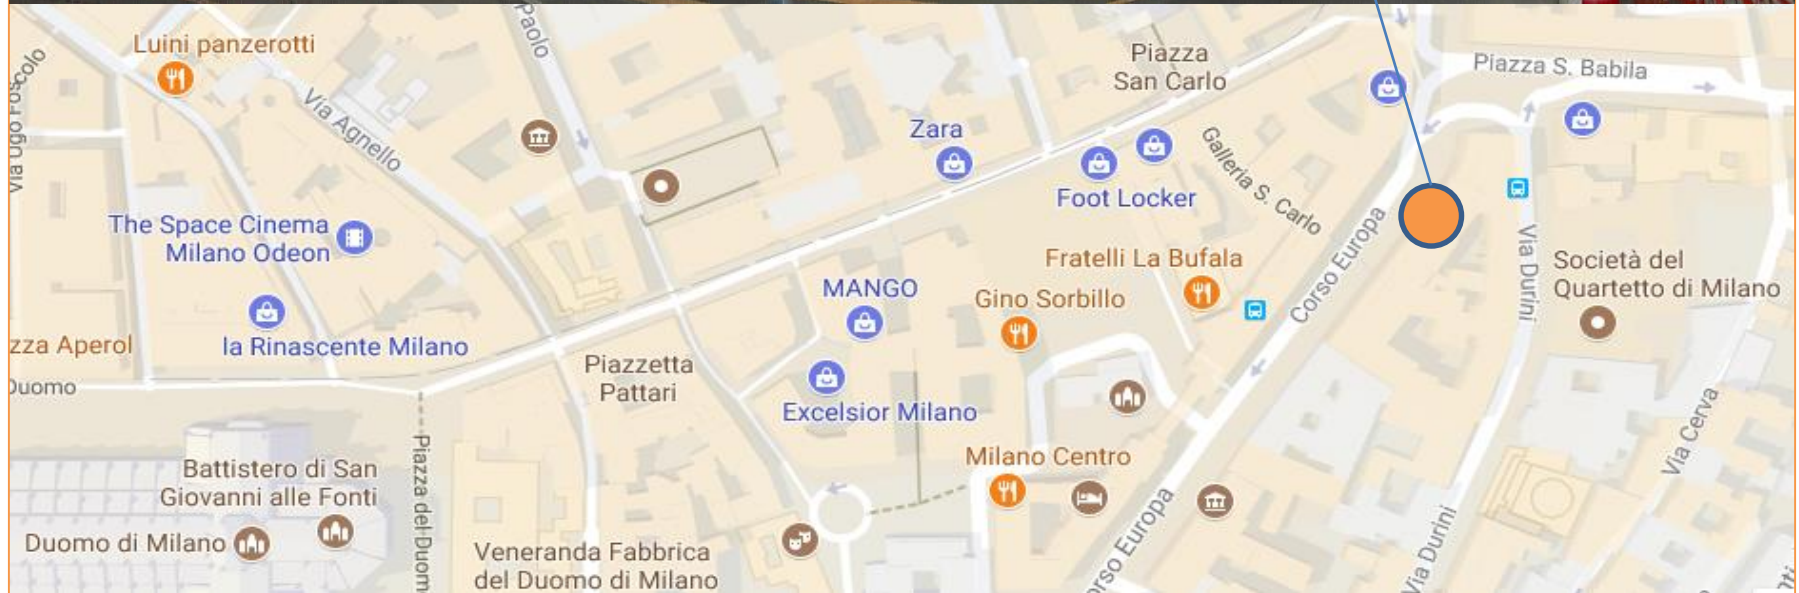 Luini panzerotti
Paolo
Piazza
San Carlo
Piazza S. Babila
Via Ugo Foscolo
Via Agnello
Zara
Galleria S. Carlo
Foot Locker
The Space Cinema
Milano Odeon
Fratelli La Bufala
Corso Europa
Via Durini
Società del
Quartetto di Milano
MANGO
Gino Sorbillo
zza Aperol
la Rinascente Milano
Piazzetta
Pattari
Duomo
Excelsior Milano
Via Cerva
Piazza del Duom
Battistero di San
Giovanni alle Fonti
Milano Centro
Duomo di Milano
Veneranda Fabbrica
del Duomo di Milano
rso Europa
Via Durini